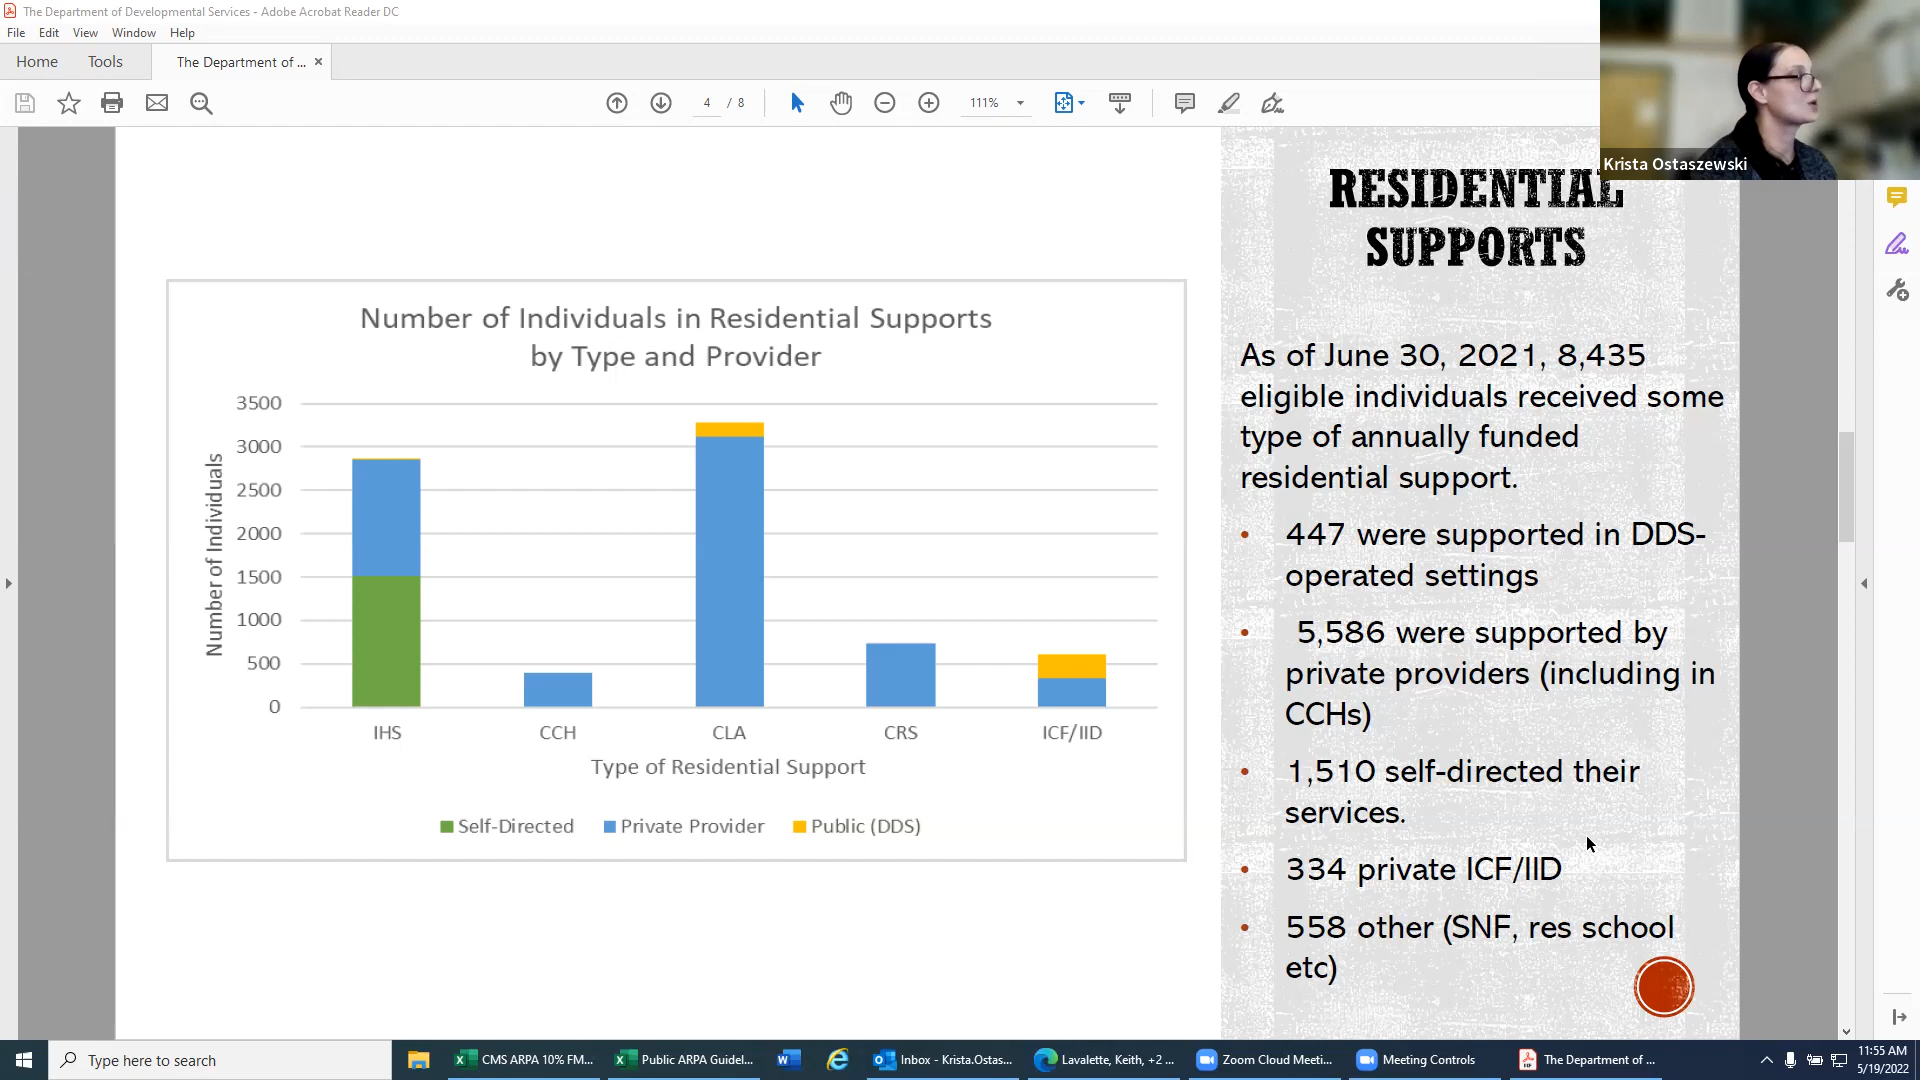 The Department of Developmental Services - Adobe Acrobat Reader DC
File Edit View Window Help
Home Tools The Department of ... ×
4 / 8 111%
Krista Ostaszewski
RESIDENTIAL
SUPPORTS
Number of Individuals in Residential Supports
by Type and Provider
3500
3000
2500
2000
1500
1000
500
0
Number of Individuals
IHS CCH CLA CRS ICF/IID
Type of Residential Support
Self-Directed Private Provider Public (DDS)
As of June 30, 2021, 8,435
eligible individuals received some
type of annually funded
residential support.
• 447 were supported in DDS-
operated settings
• 5,586 were supported by
private providers (including in
CCHs)
• 1,510 self-directed their
services.
• 334 private ICF/IID
• 558 other (SNF, res school
etc)
Type here to search
CMS ARPA 10% FM...
Public ARPA Guidel...
Inbox - Krista.Ostas...
Lavalette, Keith, +2 ...
Zoom Cloud Meeti...
Meeting Controls
The Department of ...
11:55 AM
5/19/2022